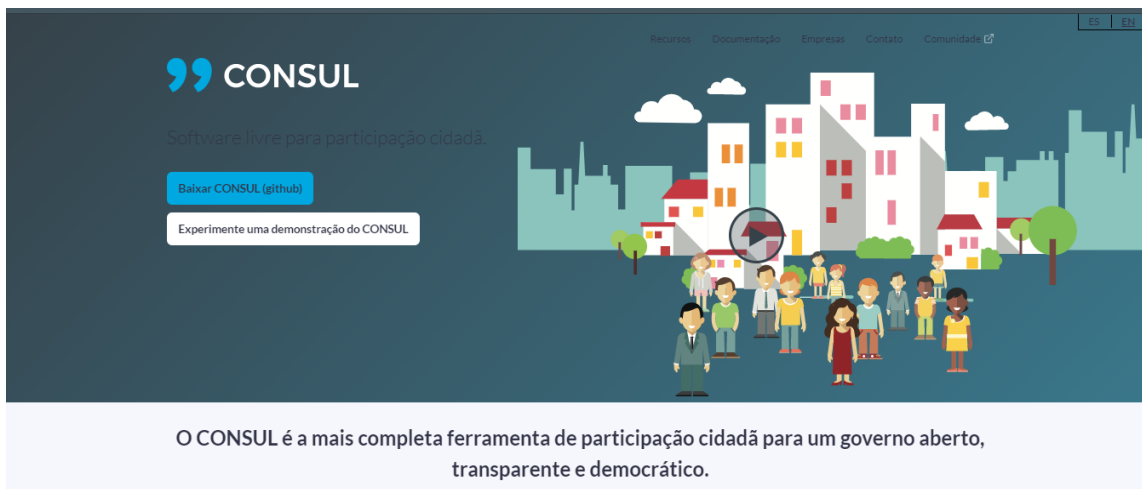 ES | EN
Recursos Documentação Empresas Contato Comunidade
CONSUL
Software livre para participação cidadã.
Baixar CONSUL (github)
Experimente uma demonstração do CONSUL
O CONSUL é a mais completa ferramenta de participação cidadã para um governo aberto,
transparente e democrático.